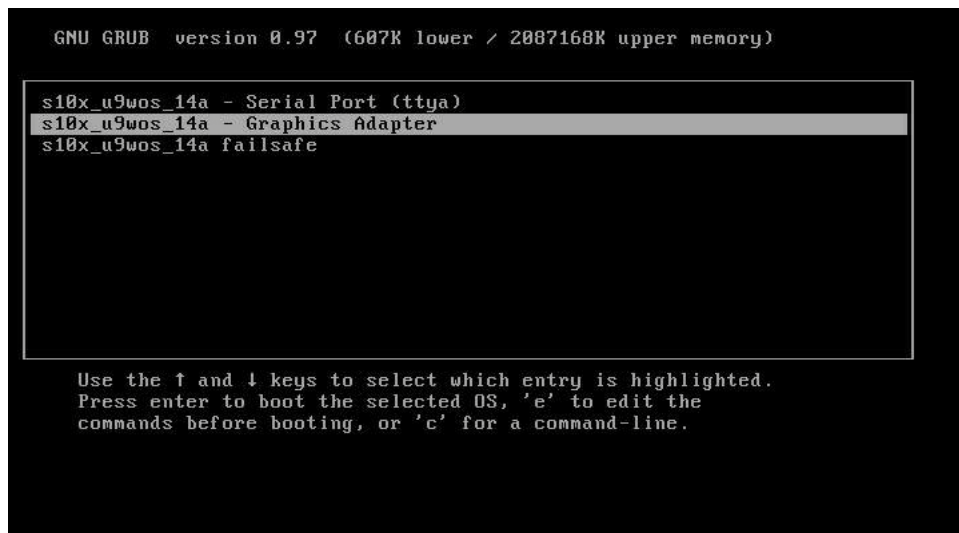 GNU GRUB  version 0.97  (607K lower / 2087168K upper memory)
s10x_u9wos_14a - Serial Port (ttya)
s10x_u9wos_14a - Graphics Adapter
s10x_u9wos_14a failsafe
Use the ↑ and ↓ keys to select which entry is highlighted.
Press enter to boot the selected OS, 'e' to edit the
commands before booting, or 'c' for a command-line.